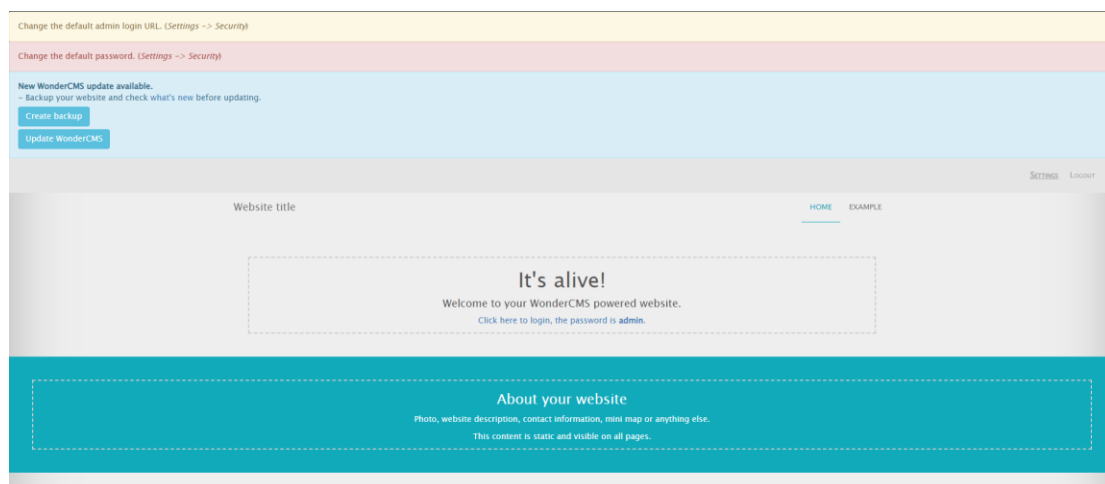 Change the default admin login URL. (Settings -> Security)
Change the default password. (Settings -> Security)
New WonderCMS update available.
– Backup your website and check what's new before updating.
Create backup
Update WonderCMS
Settings Logout
Website title
HOME EXAMPLE
It's alive!
Welcome to your WonderCMS powered website.
Click here to login, the password is admin.
About your website
Photo, website description, contact information, mini map or anything else.
This content is static and visible on all pages.